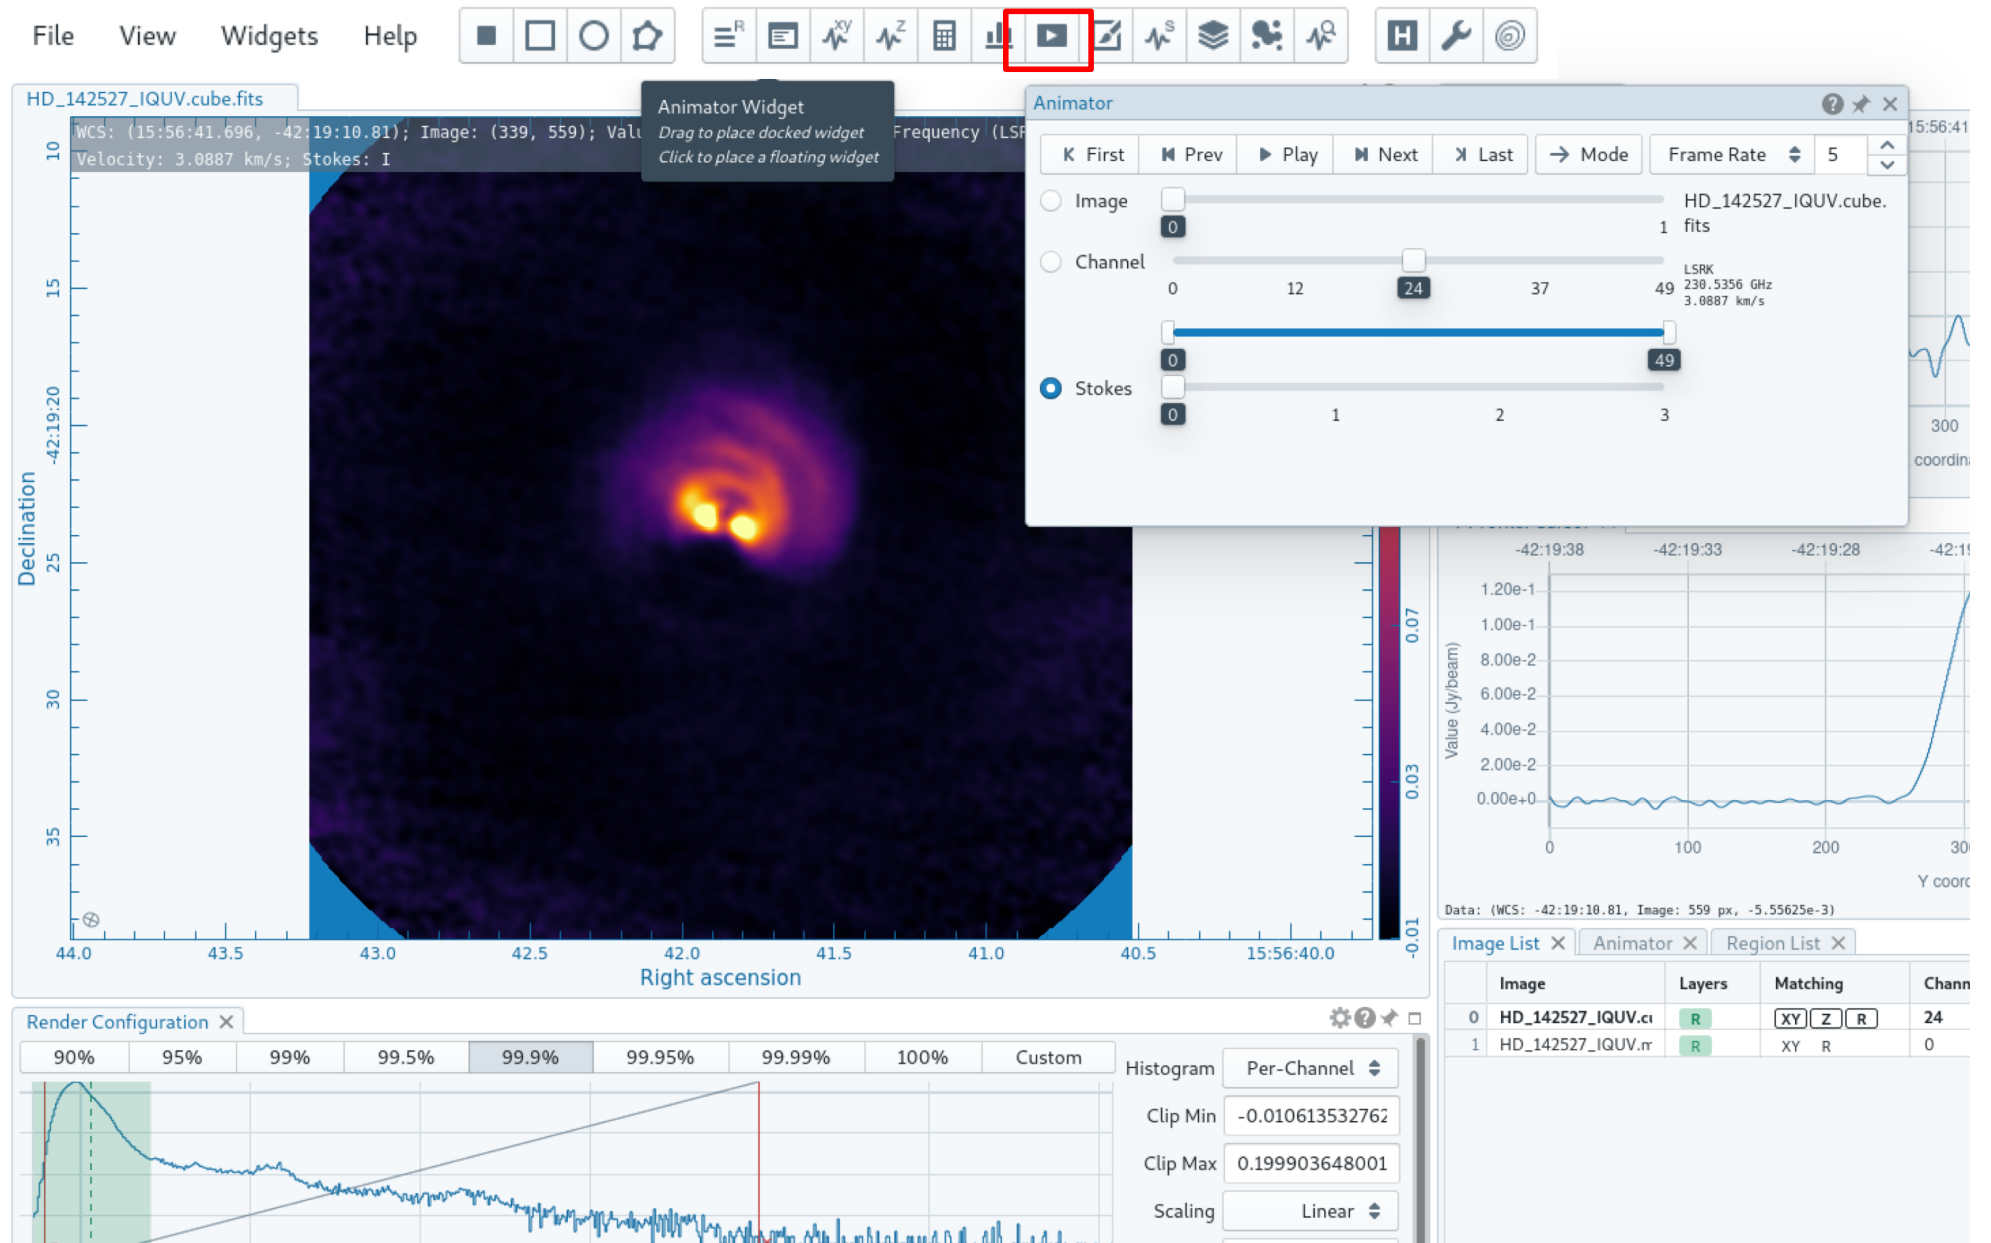 File View Widgets Help
R XY Z S
HD_142527_IQUV.cube.fits
WCS: (15:56:41.696, -42:19:10.81); Image: (339, 559); Valu
Frequency (LSR
Velocity: 3.0887 km/s; Stokes: I
Animator Widget
Drag to place docked widget
Click to place a floating widget
Animator
First Prev Play Next Last Mode Frame Rate 5
Image 0 1 HD_142527_IQUV.cube.
fits
Channel 0 12 24 37 49
LSRK
230.5356 GHz
3.0887 km/s
0 49
Stokes 0 1 2 3
15:56:41
300
coordin
10
15
-42:19:20
25
30
35
Declination
44.0 43.5 43.0 42.5 42.0 41.5 41.0 40.5 15:56:40.0
Right ascension
0.07
0.03
-0.01
-42:19:38 -42:19:33 -42:19:28 -42:19
1.20e-1
1.00e-1
8.00e-2
6.00e-2
4.00e-2
2.00e-2
0.00e+0
Value (Jy/beam)
0 100 200 30
Y coord
Data: (WCS: -42:19:10.81, Image: 559 px, -5.55625e-3)
Image List Animator Region List
Image Layers Matching Chann
0 HD_142527_IQUV.cu R XY Z R 24
1 HD_142527_IQUV.m R XY R 0
Render Configuration
90% 95% 99% 99.5% 99.9% 99.95% 99.99% 100% Custom
Histogram Per-Channel
Clip Min -0.010613532762
Clip Max 0.199903648001
Scaling Linear